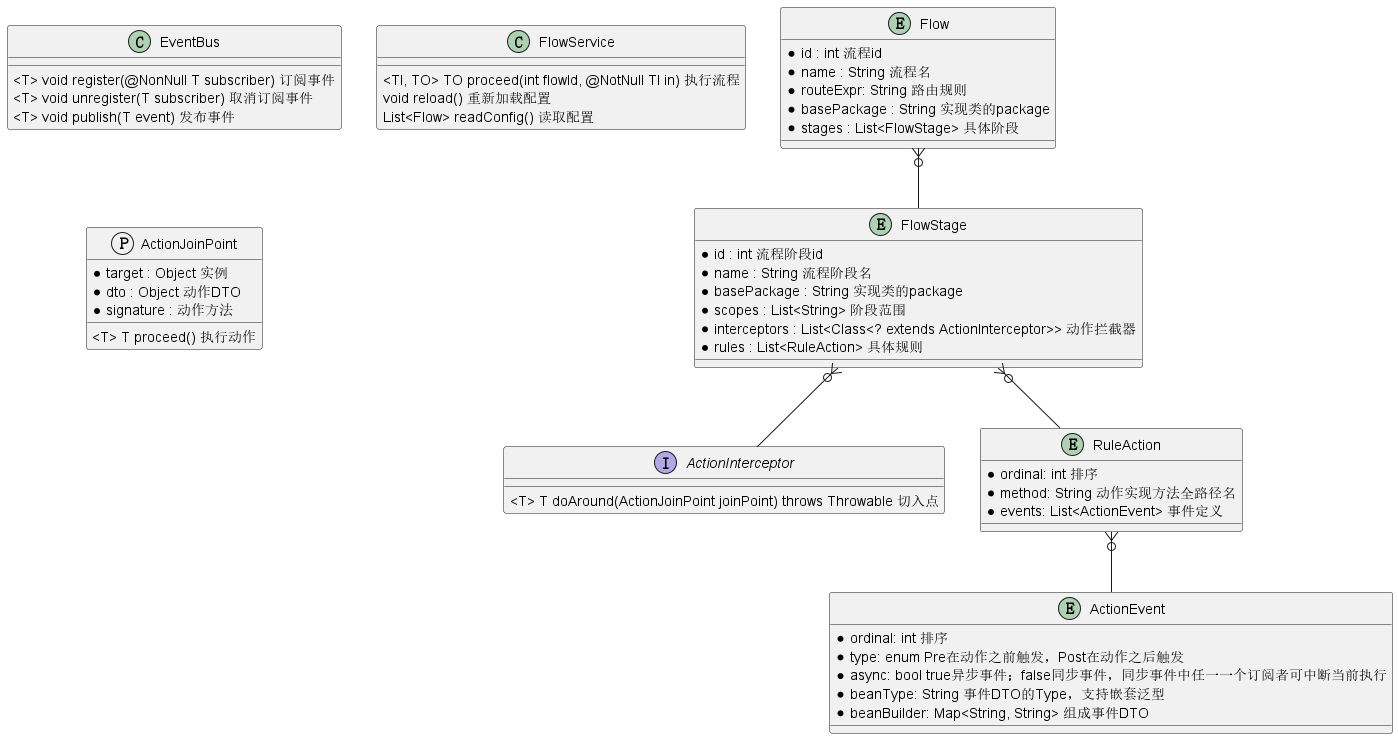 C EventBus
<T> void register(@NonNull T subscriber) 订阅事件
<T> void unregister(T subscriber) 取消订阅事件
<T> void publish(T event) 发布事件
C FlowService
<TI, TO> TO proceed(int flowId, @NotNull TI in) 执行流程
void reload() 重新加载配置
List<Flow> readConfig() 读取配置
E Flow
id : int 流程id
name : String 流程名
routeExpr: String 路由规则
basePackage : String 实现类的package
stages : List<FlowStage> 具体阶段
P ActionJoinPoint
target : Object 实例
dto : Object 动作DTO
signature : 动作方法
<T> T proceed() 执行动作
E FlowStage
id : int 流程阶段id
name : String 流程阶段名
basePackage : String 实现类的package
scopes : List<String> 阶段范围
interceptors : List<Class<? extends ActionInterceptor>> 动作拦截器
rules : List<RuleAction> 具体规则
I ActionInterceptor
<T> T doAround(ActionJoinPoint joinPoint) throws Throwable 切入点
E RuleAction
ordinal: int 排序
method: String 动作实现方法全路径名
events: List<ActionEvent> 事件定义
E ActionEvent
ordinal: int 排序
type: enum Pre在动作之前触发，Post在动作之后触发
async: bool true异步事件；false同步事件，同步事件中任一一个订阅者可中断当前执行
beanType: String 事件DTO的Type，支持嵌套泛型
beanBuilder: Map<String, String> 组成事件DTO